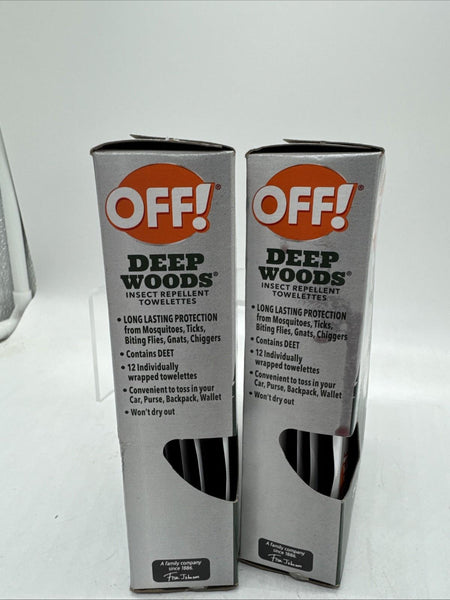 OFF!®
DEEP
WOODS®
INSECT REPELLENT
TOWELETTES
• LONG LASTING PROTECTION
from Mosquitoes, Ticks,
Biting Flies, Gnats, Chiggers
• Contains DEET
• 12 Individually
wrapped towelettes
• Convenient to toss in your
Car, Purse, Backpack, Wallet
• Won't dry out
A family company
since 1886.
Fisk Johnson
OFF!®
DEEP
WOODS®
INSECT REPELLENT
TOWELETTES
• LONG LASTING PROTECTION
from Mosquitoes, Ticks,
Biting Flies, Gnats, Chiggers
• Contains DEET
• 12 Individually
wrapped towelettes
• Convenient to toss in your
Car, Purse, Backpack, Wallet
• Won't dry out
A family company
since 1886.
Fisk Johnson